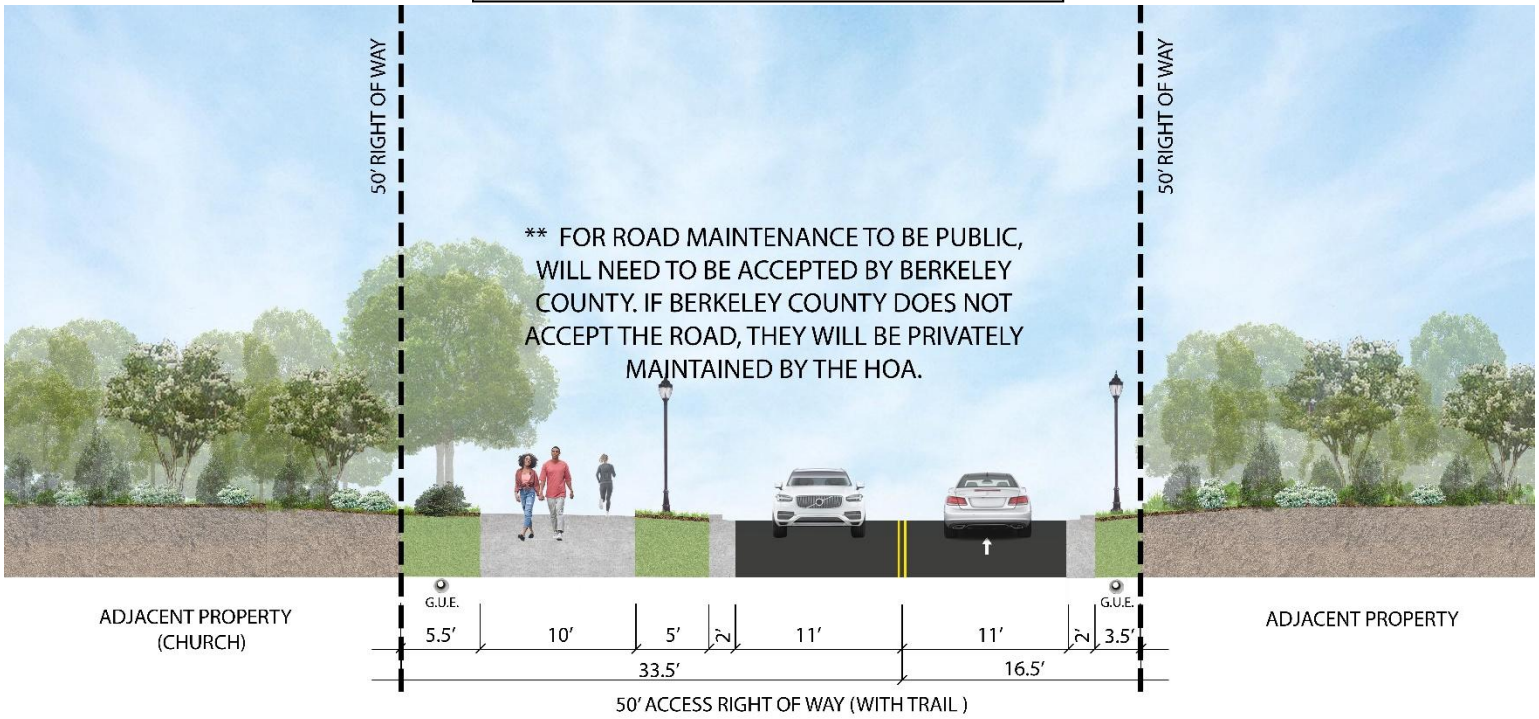 50' RIGHT OF WAY
50' RIGHT OF WAY
** FOR ROAD MAINTENANCE TO BE PUBLIC,
WILL NEED TO BE ACCEPTED BY BERKELEY
COUNTY. IF BERKELEY COUNTY DOES NOT
ACCEPT THE ROAD, THEY WILL BE PRIVATELY
MAINTAINED BY THE HOA.
G.U.E.
G.U.E.
ADJACENT PROPERTY
(CHURCH)
5.5' 10' 5' 2' 11' 11' 2' 3.5'
ADJACENT PROPERTY
33.5' 16.5'
50' ACCESS RIGHT OF WAY (WITH TRAIL )